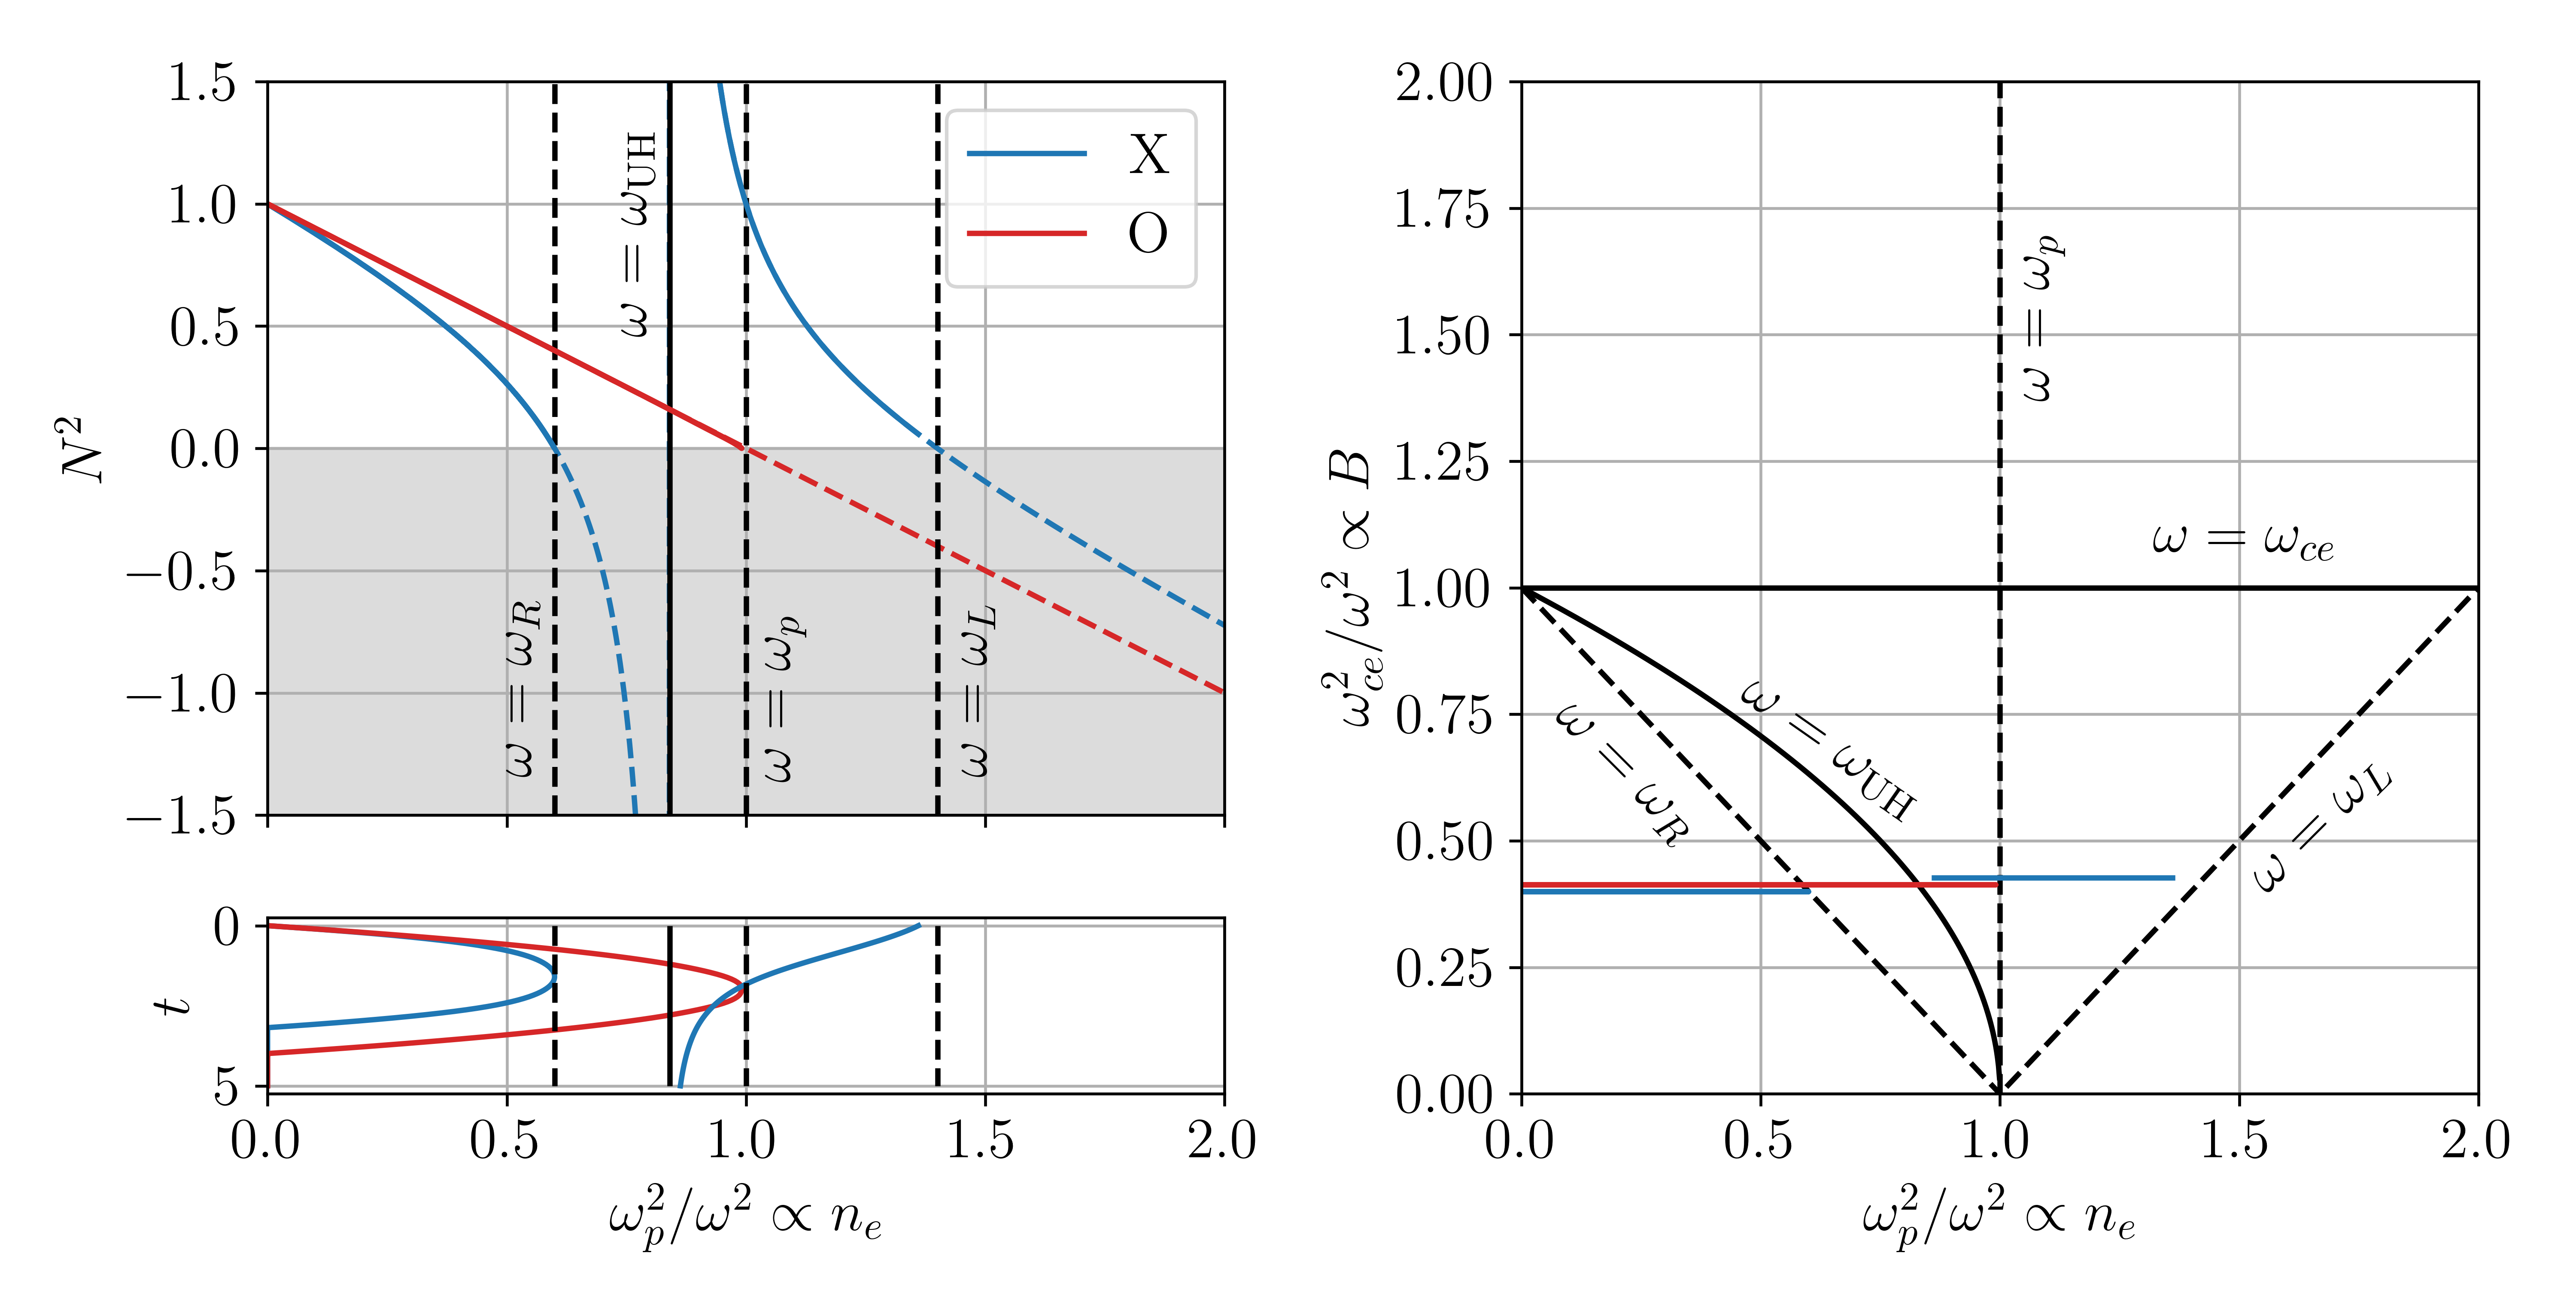 1.5
1.0
0.5
0.0
−0.5
−1.0
−1.5
N²
ω = ω_UH
ω = ω_R
ω = ω_p
ω = ω_L
X
O
0
5
t
0.0 0.5 1.0 1.5 2.0
ω_p²/ω² ∝ n_e
2.00
1.75
1.50
1.25
1.00
0.75
0.50
0.25
0.00
ω_ce²/ω² ∝ B
ω = ω_p
ω = ω_ce
ω = ω_UH
ω = ω_R
ω = ω_L
0.0 0.5 1.0 1.5 2.0
ω_p²/ω² ∝ n_e